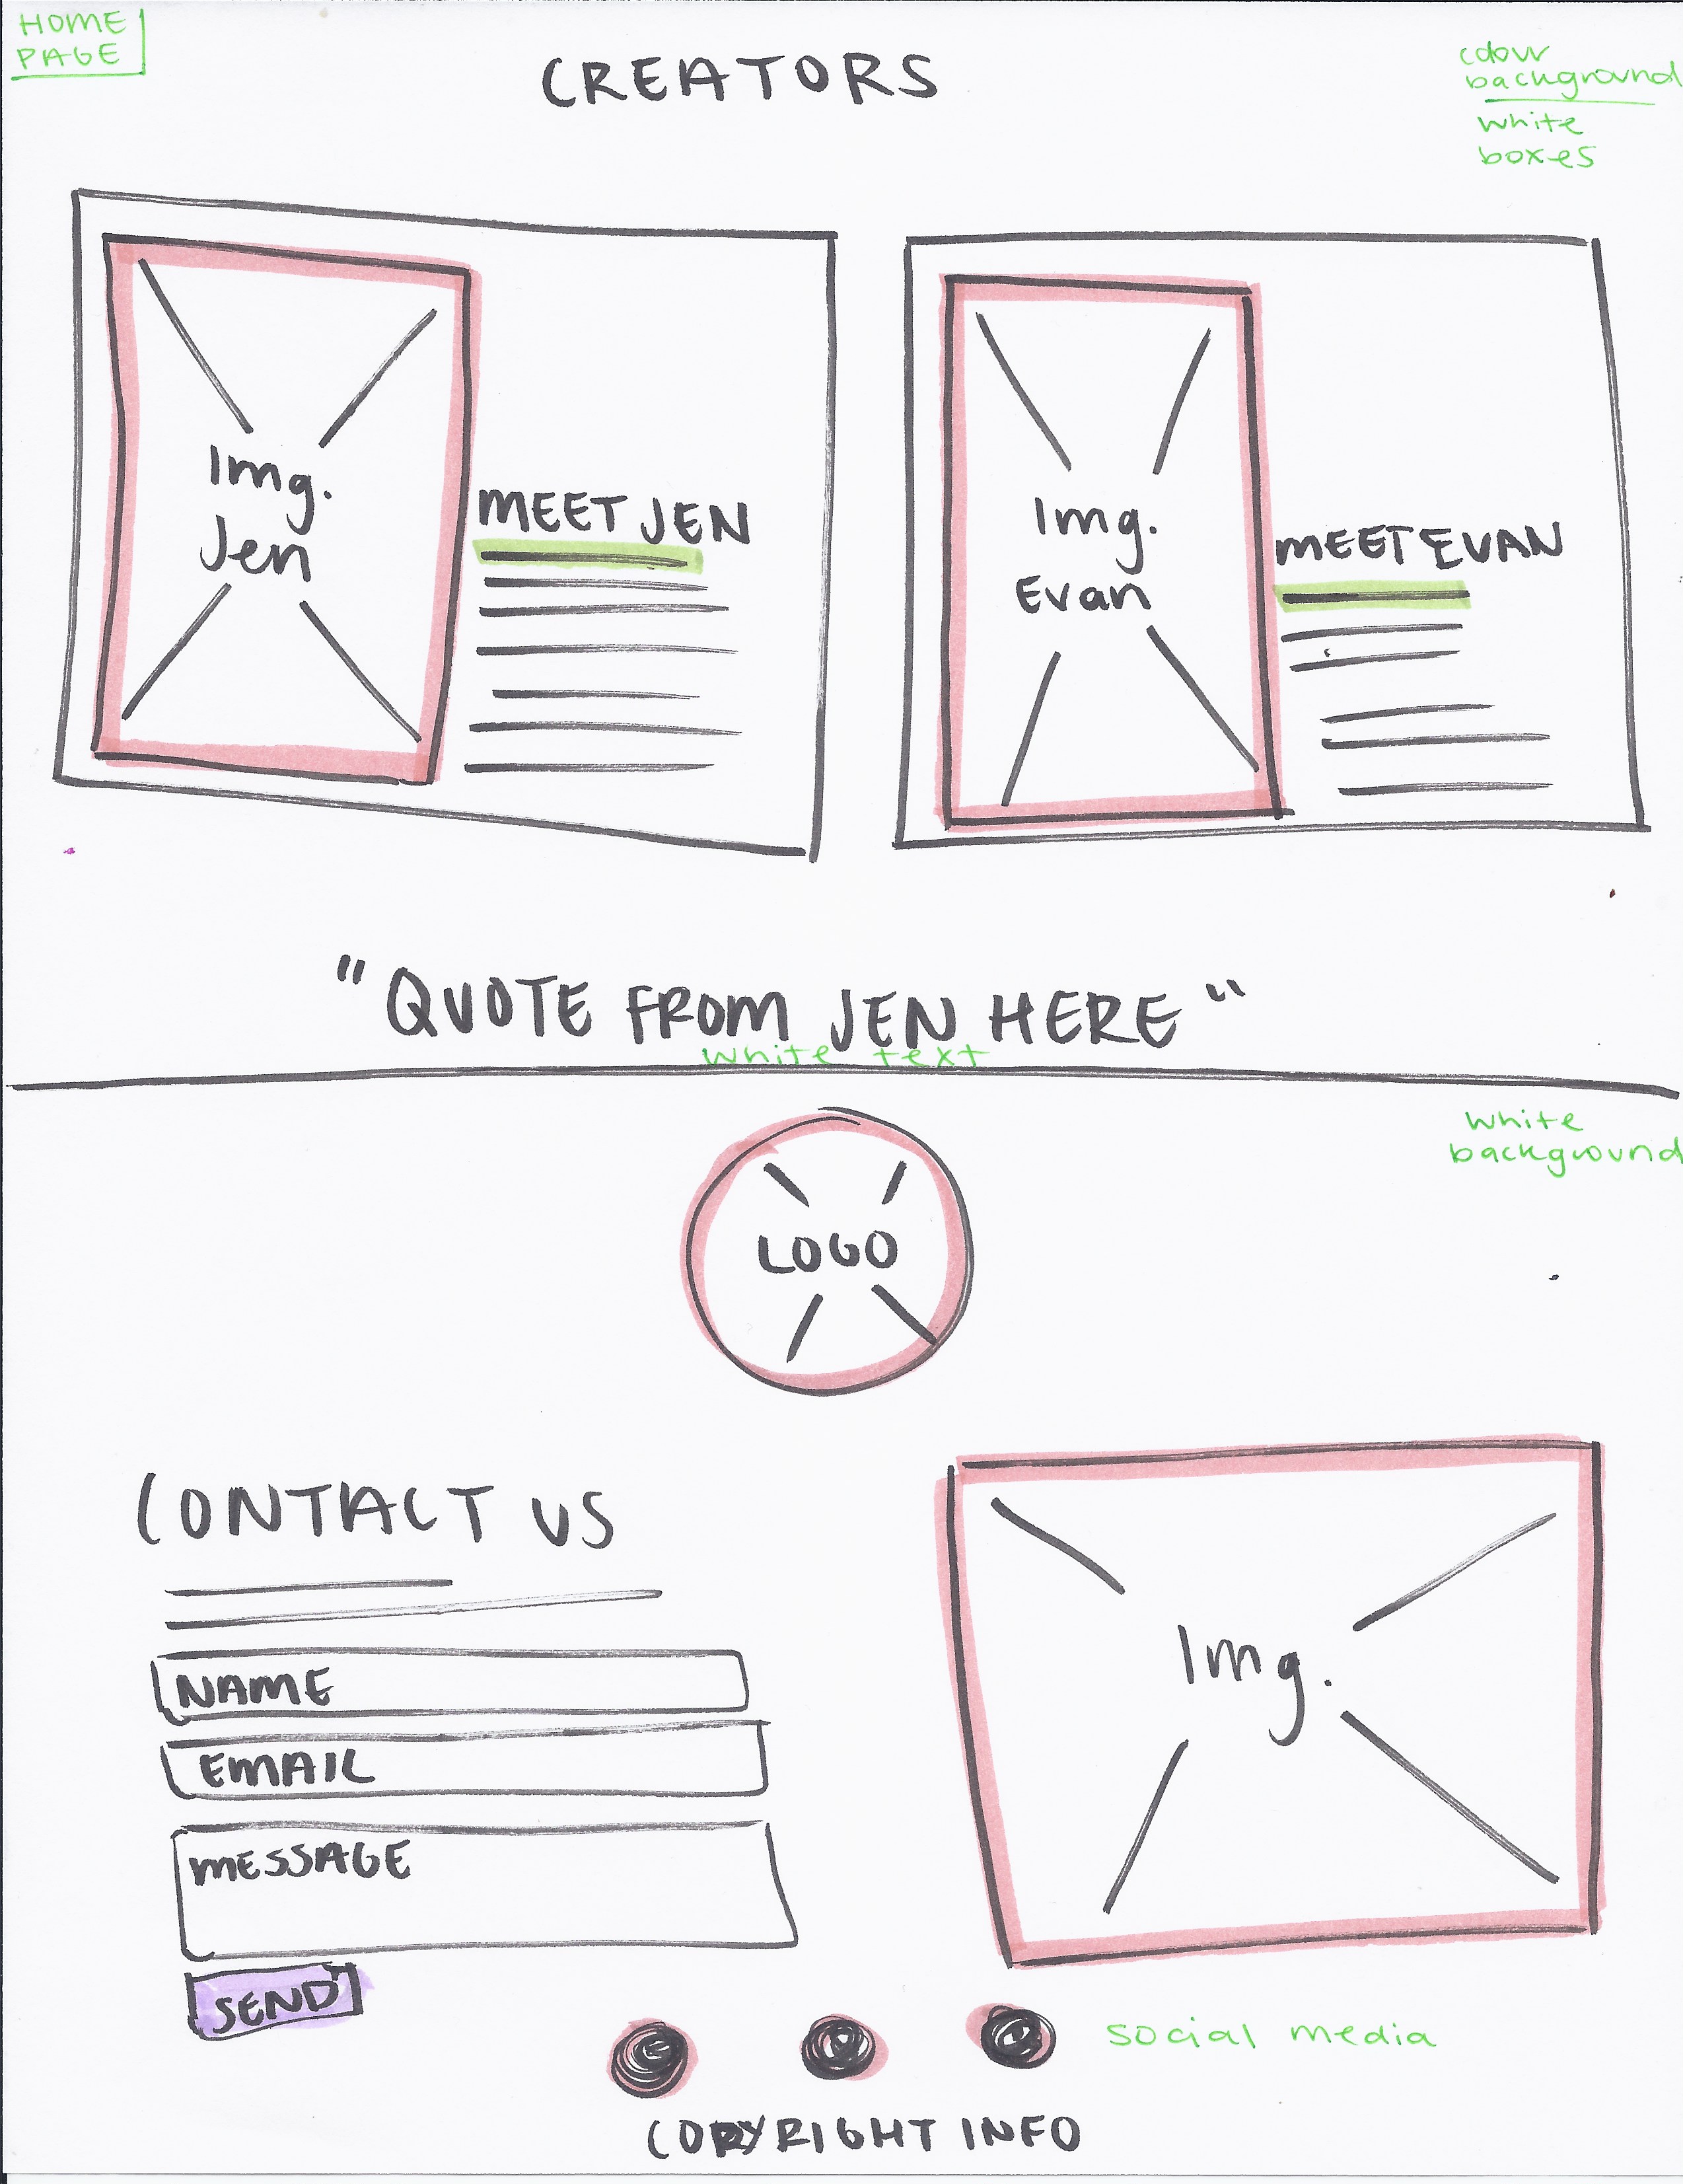 HOME
PAGE
CREATORS
colour
background
white
boxes
Img.
Jen
MEET JEN
Img.
Evan
MEET EVAN
"QUOTE FROM JEN HERE"
white text
white
background
LOGO
CONTACT US
NAME
EMAIL
MESSAGE
SEND
Img.
social media
COPYRIGHT INFO